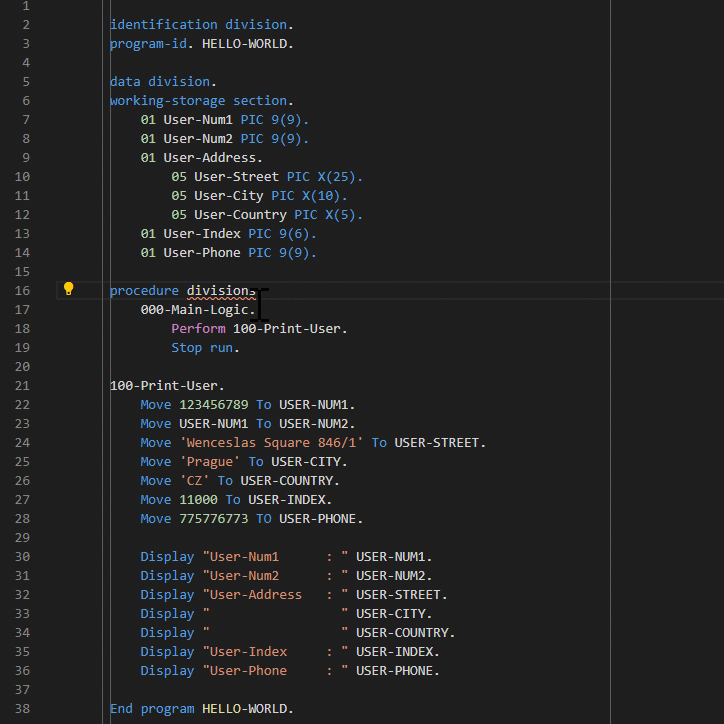 1
2 identification division.
3 program-id. HELLO-WORLD.
4
5 data division.
6 working-storage section.
7     01 User-Num1 PIC 9(9).
8     01 User-Num2 PIC 9(9).
9     01 User-Address.
10         05 User-Street PIC X(25).
11         05 User-City PIC X(10).
12         05 User-Country PIC X(5).
13     01 User-Index PIC 9(6).
14     01 User-Phone PIC 9(9).
15
16 procedure divisions
17     000-Main-Logic.
18         Perform 100-Print-User.
19         Stop run.
20
21 100-Print-User.
22     Move 123456789 To USER-NUM1.
23     Move USER-NUM1 To USER-NUM2.
24     Move 'Wenceslas Square 846/1' To USER-STREET.
25     Move 'Prague' To USER-CITY.
26     Move 'CZ' To USER-COUNTRY.
27     Move 11000 To USER-INDEX.
28     Move 775776773 TO USER-PHONE.
29
30     Display "User-Num1      : " USER-NUM1.
31     Display "User-Num2      : " USER-NUM2.
32     Display "User-Address   : " USER-STREET.
33     Display "                 " USER-CITY.
34     Display "                 " USER-COUNTRY.
35     Display "User-Index     : " USER-INDEX.
36     Display "User-Phone     : " USER-PHONE.
37
38 End program HELLO-WORLD.